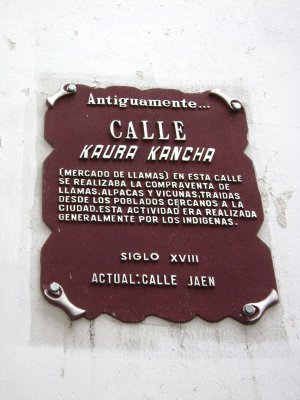 Antiguamente...
CALLE
KAURA KANCHA
(MERCADO DE LLAMAS) EN ESTA CALLE
SE REALIZABA LA COMPRAVENTA DE
LLAMAS,ALPACAS Y VICUÑAS,TRAIDAS
DESDE LOS POBLADOS CERCANOS A LA
CIUDAD.ESTA ACTIVIDAD ERA REALIZADA
GENERALMENTE POR LOS INDIGENAS.
SIGLO XVIII
ACTUAL:CALLE JAEN